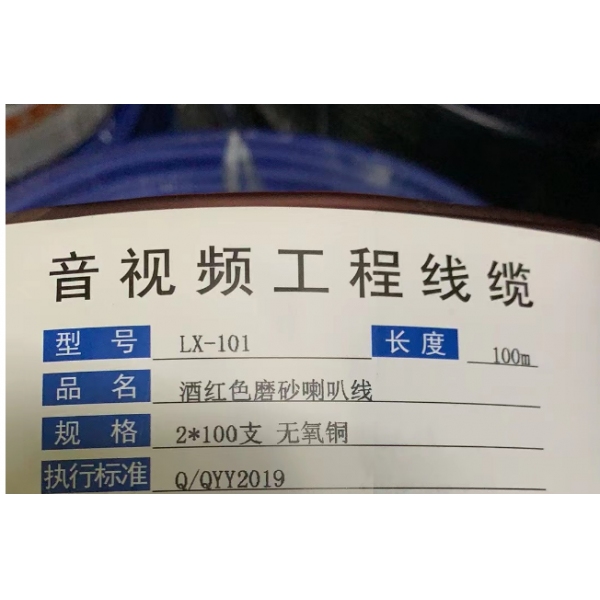 音视频工程线缆
型号 LX-101 长度 100m
品名 酒红色磨砂喇叭线
规格 2*100支 无氧铜
执行标准 Q/QYY2019